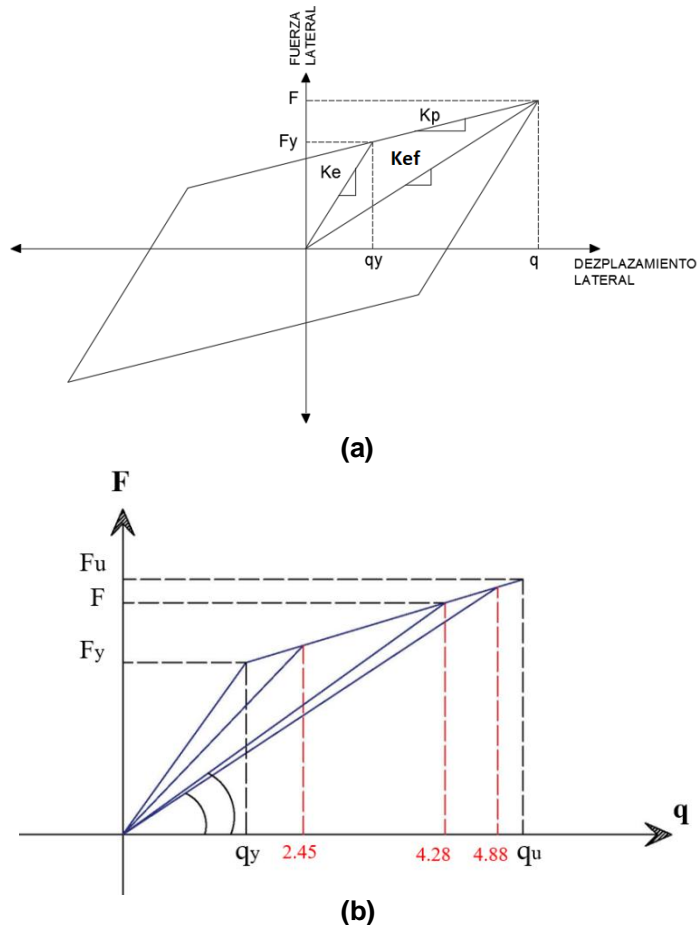 FUERZA
LATERAL
F
Kp
Fy
Kef
Ke
qy
q
DEZPLAZAMIENTO
LATERAL
(a)
F
Fu
F
Fy
q
qy
2.45
4.28
4.88
qu
(b)